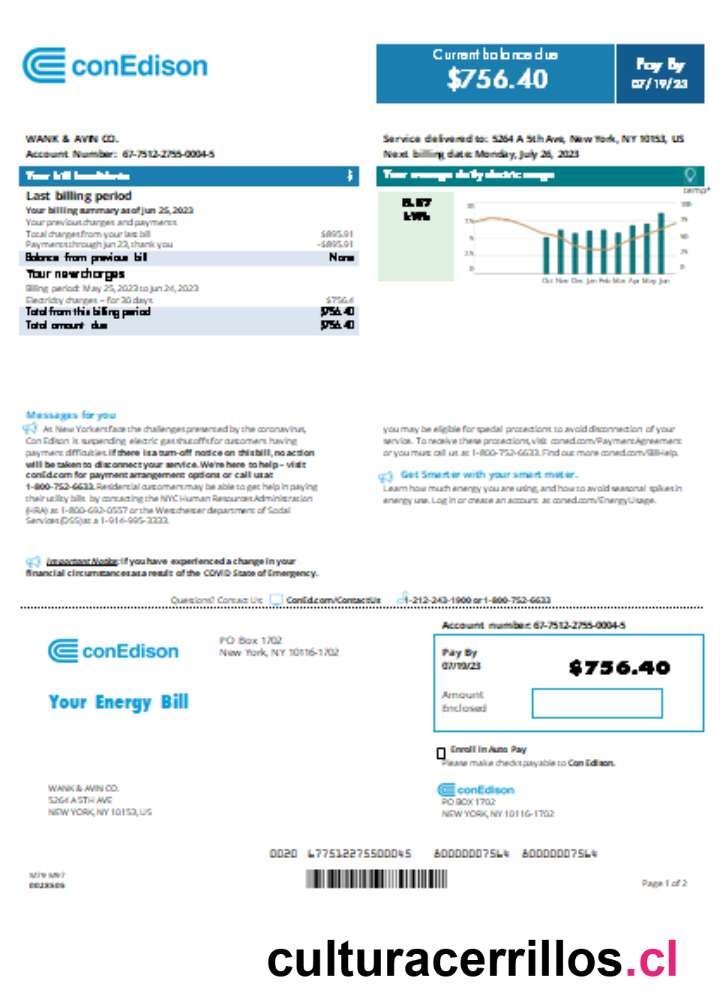 conEdison
Current balance due
$756.40
Pay By
07/19/23
WANK & AVIN CO.
Account Number: 67-7512-2755-0004-5
Service delivered to: 5264 A 5th Ave, New York, NY 10153, US
Next billing date: Monday, July 26, 2023
Your bill breakdown
$
Your average daily electric usage
Last billing period
Your billling summary as of Jun 25, 2023
Your previous charges and payments
Total charges from your last bill $895.91
Payments through Jun 23, thank you -$895.91
Balance from previous bill None
Your new charges
Billing period: May 25, 2023 to Jun 24, 2023
Electricity charges – for 30 days $756.4
Total from this billing period $756.40
Total amount due $756.40
kWh
temp°
Oct Nov Dec Jan Feb Mar Apr May Jun
Messages for you
As New Yorkers face the challenges presented by the coronavirus,
Con Edison is suspending electric gas shutoffs for customers having
payment difficulties. If there is a turn-off notice on this bill, no action
will be taken to disconnect your service. We're here to help – visit
conEd.com for payment arrangement options or call us at
1-800-752-6633. Residential customers may be able to get help in paying
their utility bills by contacting the NYC Human Resources Administration
(HRA) at 1-800-692-0557 or the Westchester department of Social
Services (DSS) at a 1-914-995-3333.
you may be eligible for special protections to avoid disconnection of your
service. To receive these protections, visit coned.com/PaymentAgreement
or you must call us at 1-800-752-6633. Find out more coned.com/BillHelp.
Get Smarter with your smart meter.
Learn how much energy you are using, and how to avoid seasonal spikes in
energy use. Log in or create an account at coned.com/EnergyUsage.
Important Notice: If you have experienced a change in your
financial circumstances as a result of the COVID State of Emergency.
Questions? Contact Us: ConEd.com/ContactUs 1-212-243-1900 or 1-800-752-6633
Account number: 67-7512-2755-0004-5
conEdison
PO Box 1702
New York, NY 10116-1702
Pay By
07/19/23
$756.40
Amount
Enclosed
Your Energy Bill
Enroll in Auto Pay
Please make checks payable to Con Edison.
WANK & AVIN CO.
5264 A 5TH AVE
NEW YORK, NY 10153, US
conEdison
PO BOX 1702
NEW YORK, NY 10116-1702
0020 677512275500045 80000007564 80000007564
Page 1 of 2
culturacerrillos.cl